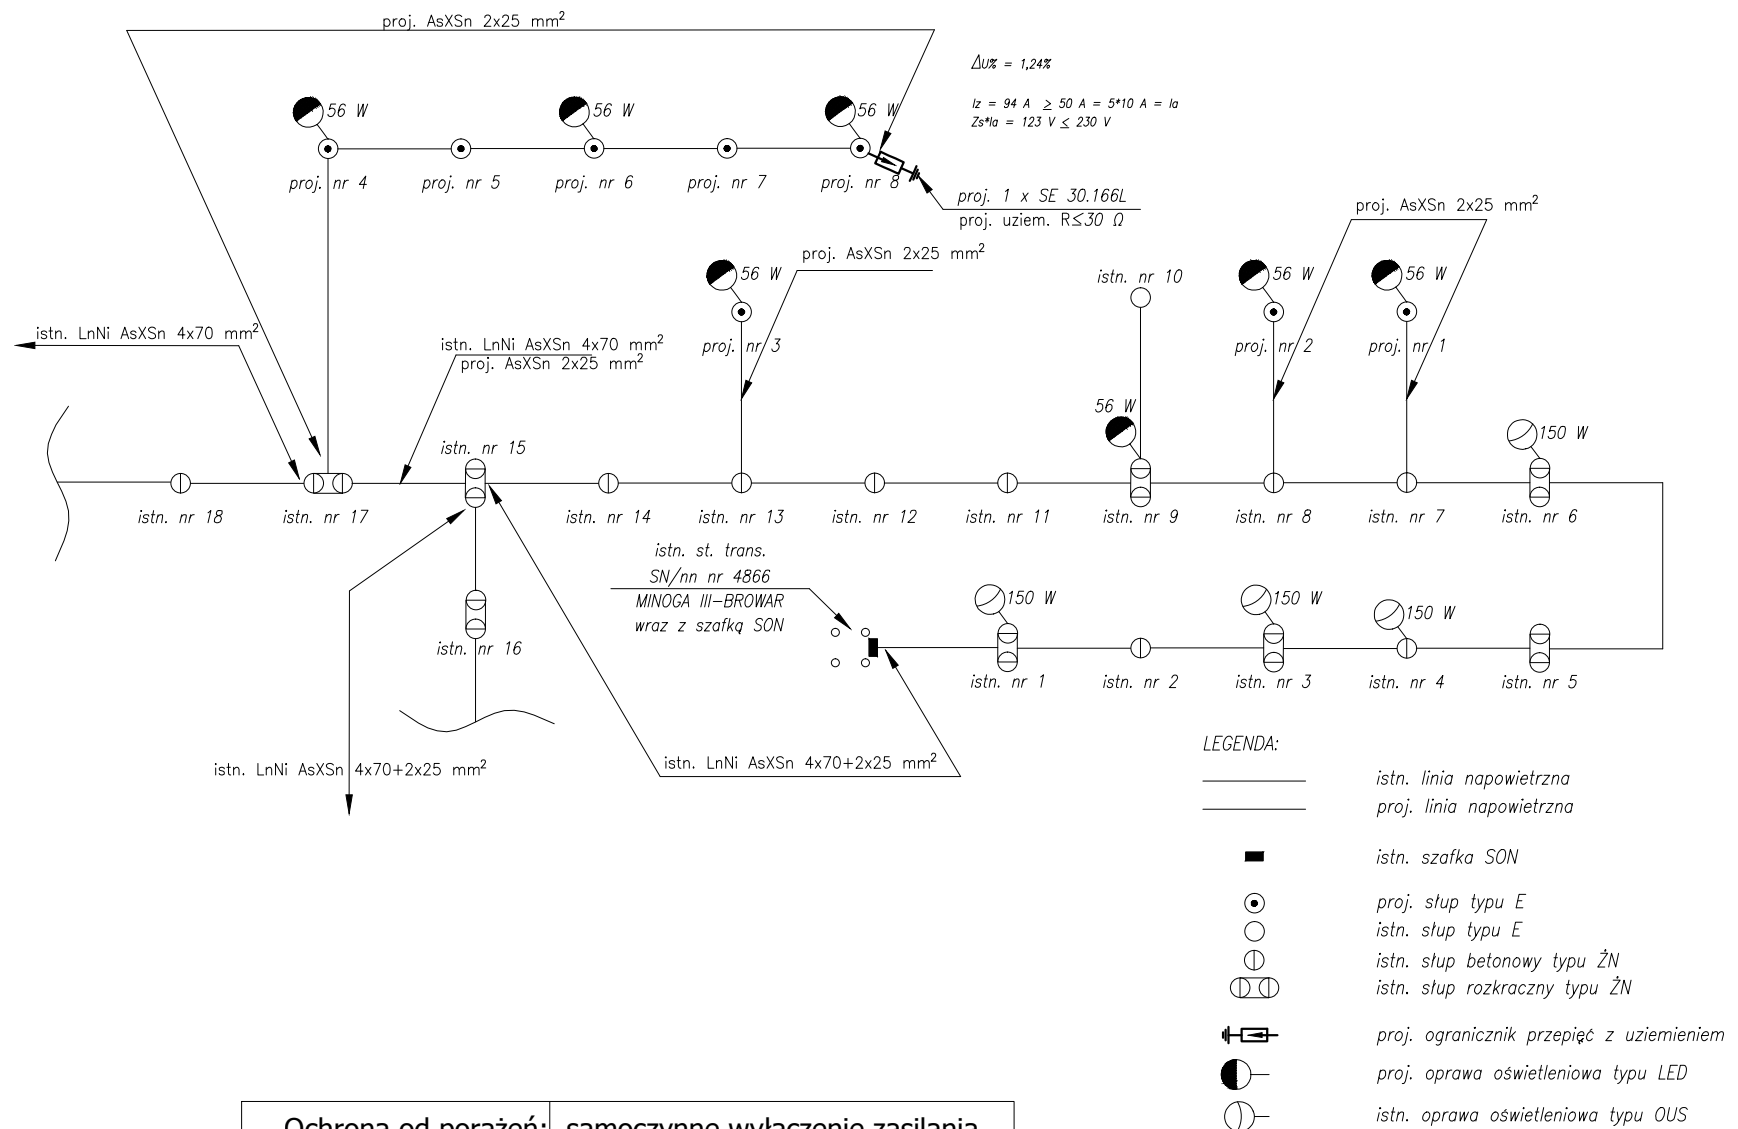 proj. AsXSn 2x25 mm²
ΔU% = 1,24%
Iz = 94 A ≥ 50 A = 5*10 A = Ia
Zs*Ia = 123 V ≤ 230 V
56 W
56 W
56 W
proj. nr 4
proj. nr 5
proj. nr 6
proj. nr 7
proj. nr 8
proj. 1 x SE 30.166L
proj. uziem. R≤30 Ω
proj. AsXSn 2x25 mm²
proj. AsXSn 2x25 mm²
56 W
istn. nr 10
56 W
56 W
istn. LnNi AsXSn 4x70 mm²
istn. LnNi AsXSn 4x70 mm²
proj. AsXSn 2x25 mm²
proj. nr 3
proj. nr 2
proj. nr 1
56 W
150 W
istn. nr 15
istn. nr 18
istn. nr 17
istn. nr 14
istn. nr 13
istn. nr 12
istn. nr 11
istn. nr 9
istn. nr 8
istn. nr 7
istn. nr 6
istn. st. trans.
SN/nn nr 4866
MINOGA III-BROWAR
wraz z szafką SON
150 W
150 W
150 W
istn. nr 16
istn. nr 1
istn. nr 2
istn. nr 3
istn. nr 4
istn. nr 5
istn. LnNi AsXSn 4x70+2x25 mm²
istn. LnNi AsXSn 4x70+2x25 mm²
LEGENDA:
istn. linia napowietrzna
proj. linia napowietrzna
istn. szafka SON
proj. słup typu E
istn. słup typu E
istn. słup betonowy typu ŻN
istn. słup rozkraczny typu ŻN
proj. ogranicznik przepięć z uziemieniem
proj. oprawa oświetleniowa typu LED
istn. oprawa oświetleniowa typu OUS
Ochrona od porażeń: samoczynne wyłączenie zasilania